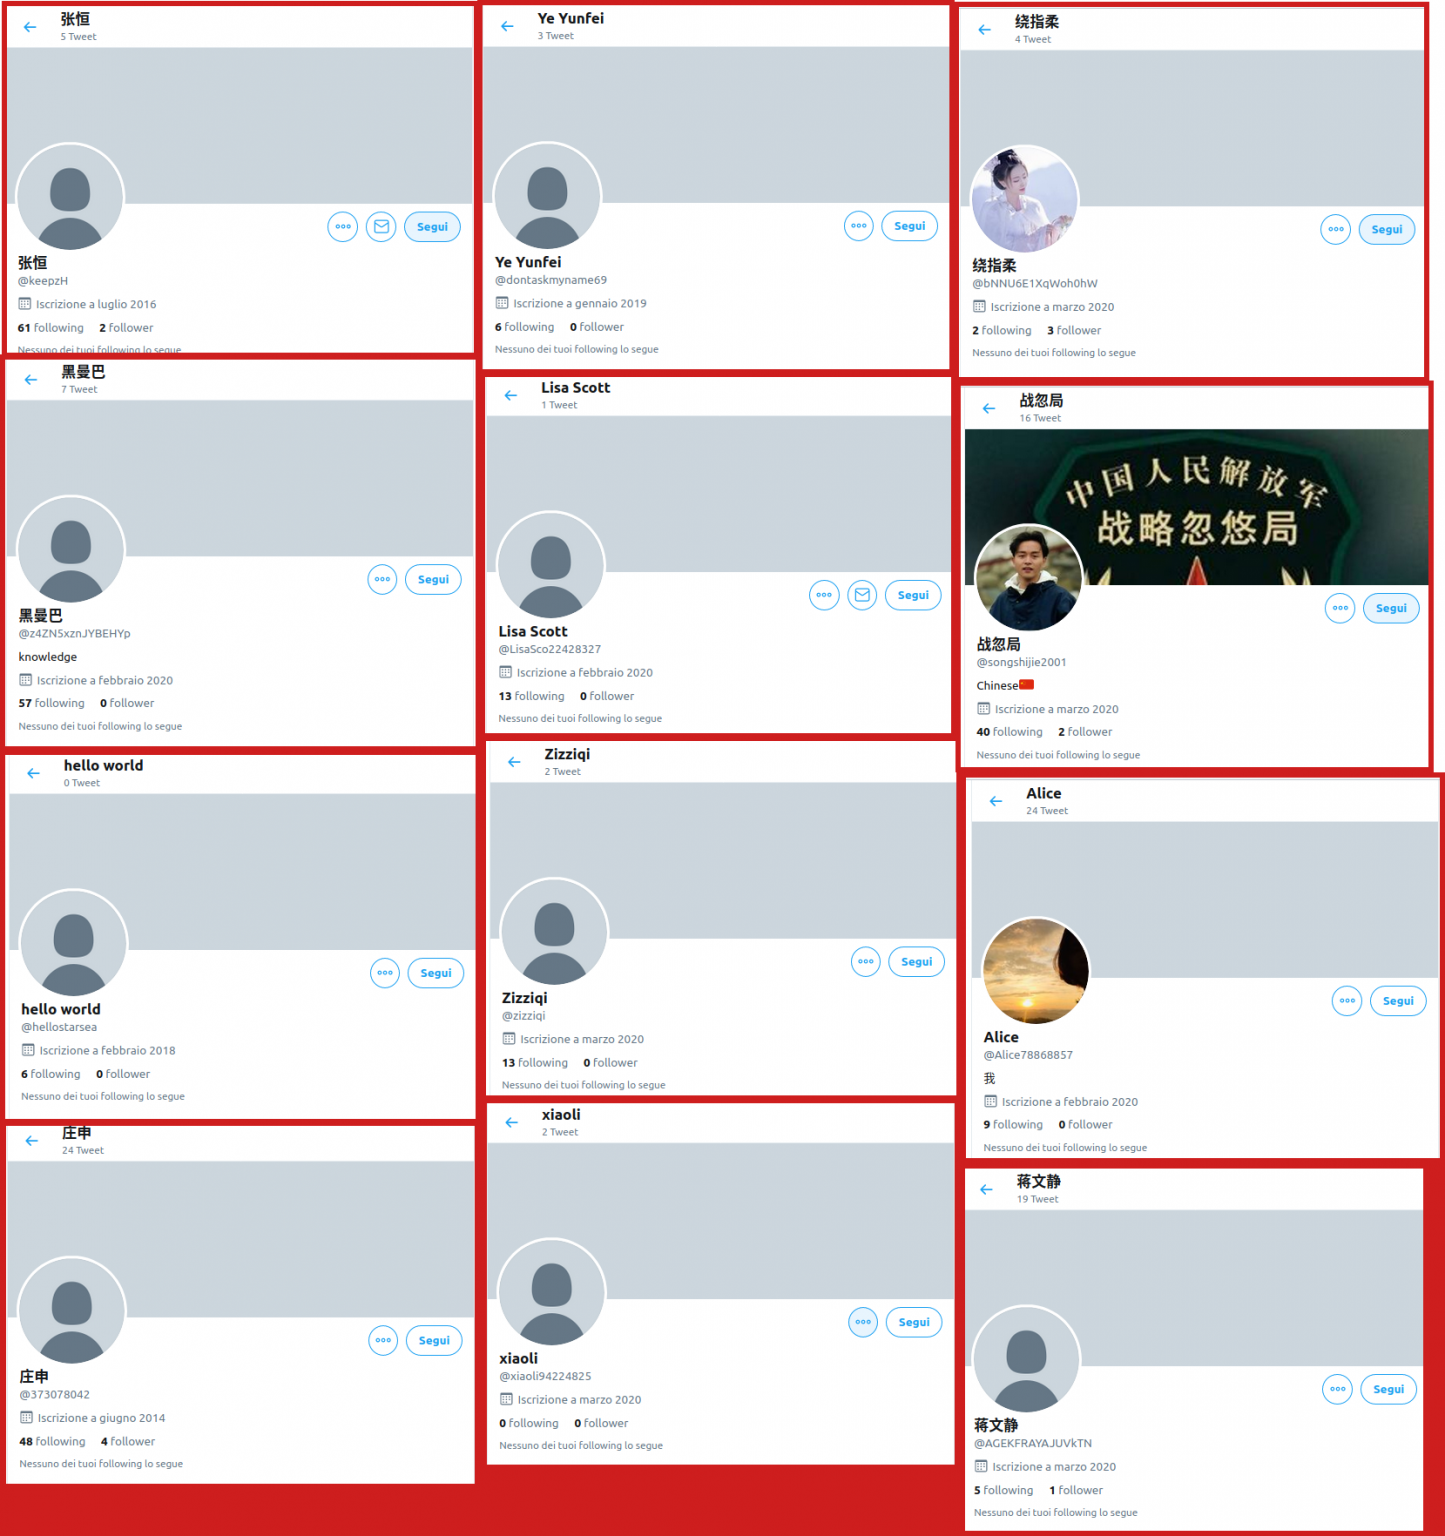 张恒
5 Tweet
Segui
张恒
@keepzH
Iscrizione a luglio 2016
61 following 2 follower
Nessuno dei tuoi following lo segue
黑曼巴
7 Tweet
Segui
黑曼巴
@z4ZN5xznJYBEHYp
knowledge
Iscrizione a febbraio 2020
57 following 0 follower
Nessuno dei tuoi following lo segue
hello world
0 Tweet
Segui
hello world
@hellostarsea
Iscrizione a febbraio 2018
6 following 0 follower
Nessuno dei tuoi following lo segue
庄申
24 Tweet
Segui
庄申
@373078042
Iscrizione a giugno 2014
48 following 4 follower
Nessuno dei tuoi following lo segue
Ye Yunfei
3 Tweet
Segui
Ye Yunfei
@dontaskmyname69
Iscrizione a gennaio 2019
6 following 0 follower
Nessuno dei tuoi following lo segue
Lisa Scott
1 Tweet
Segui
Lisa Scott
@LisaSco22428327
Iscrizione a febbraio 2020
13 following 0 follower
Nessuno dei tuoi following lo segue
Zizziqi
2 Tweet
Segui
Zizziqi
@zizziqi
Iscrizione a marzo 2020
13 following 0 follower
Nessuno dei tuoi following lo segue
xiaoli
2 Tweet
Segui
xiaoli
@xiaoli94224825
Iscrizione a marzo 2020
0 following 0 follower
Nessuno dei tuoi following lo segue
绕指柔
4 Tweet
Segui
绕指柔
@bNNU6E1XqWoh0hW
Iscrizione a marzo 2020
2 following 3 follower
Nessuno dei tuoi following lo segue
战忽局
16 Tweet
中国人民解放军
战略忽悠局
Segui
战忽局
@songshijie2001
Chinese🇨🇳
Iscrizione a marzo 2020
40 following 2 follower
Nessuno dei tuoi following lo segue
Alice
24 Tweet
Segui
Alice
@Alice78868857
我
Iscrizione a febbraio 2020
9 following 0 follower
Nessuno dei tuoi following lo segue
蒋文静
19 Tweet
Segui
蒋文静
@AGEKFRAYAJUVkTN
Iscrizione a marzo 2020
5 following 1 follower
Nessuno dei tuoi following lo segue